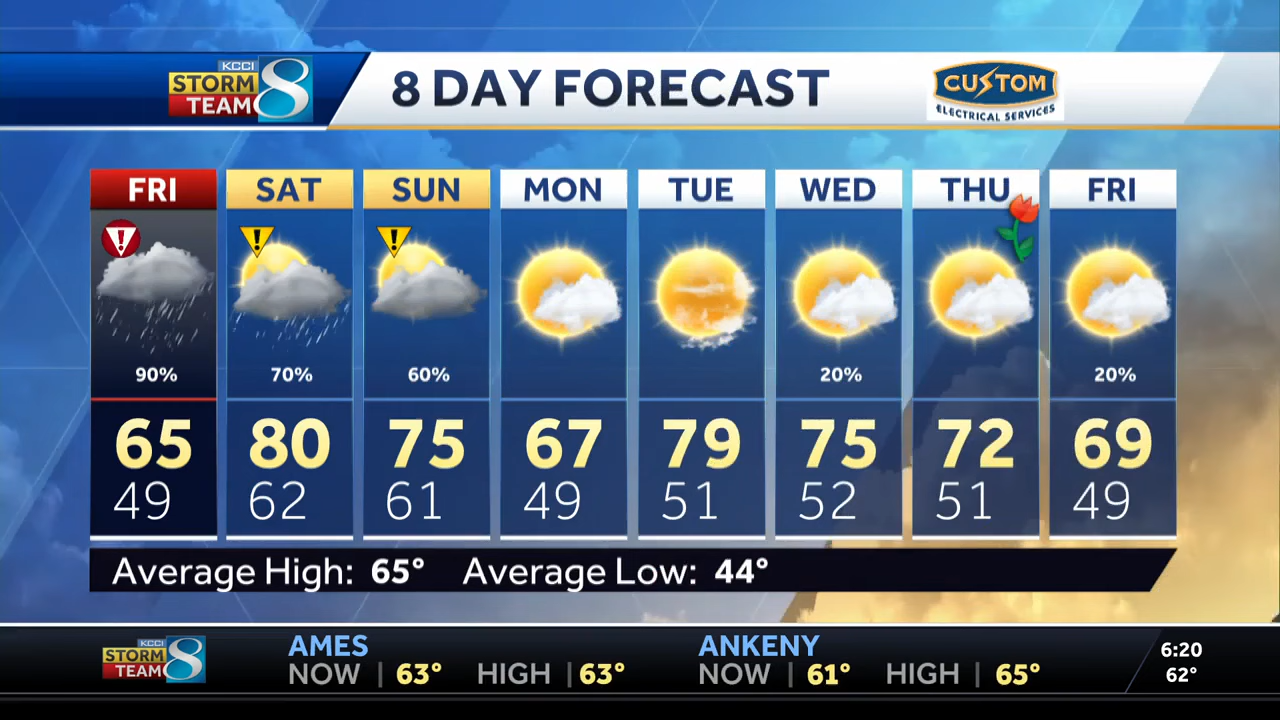 KCCI
STORM
TEAM 8
8 DAY FORECAST
CUSTOM
ELECTRICAL SERVICES
FRI SAT SUN MON TUE WED THU FRI
! ! !
90% 70% 60% 20% 20%
65 80 75 67 79 75 72 69
49 62 61 49 51 52 51 49
Average High: 65° Average Low: 44°
KCCI
STORM
TEAM 8
AMES ANKENY 6:20
NOW | 63° HIGH | 63° NOW | 61° HIGH | 65° 62°